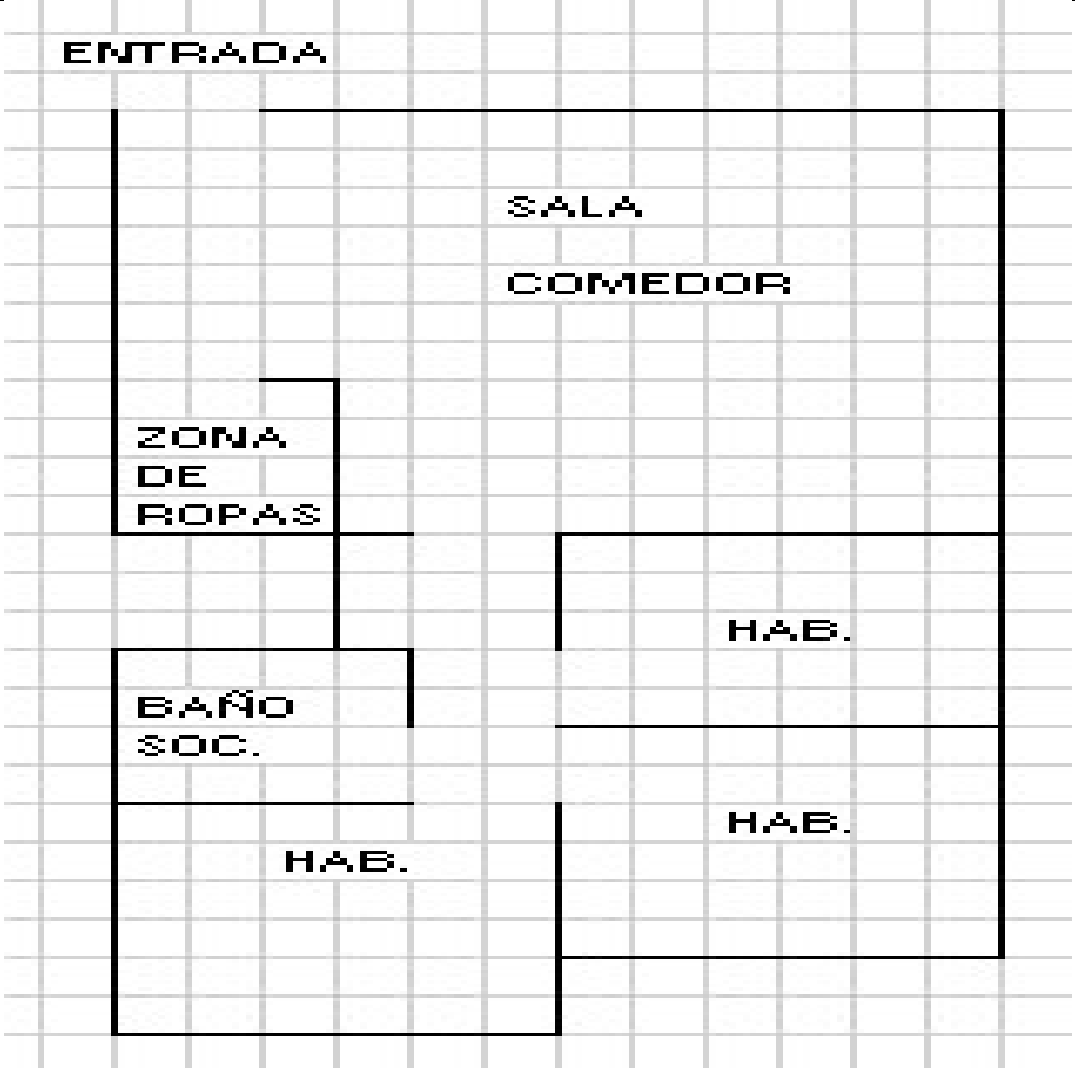 ENTRADA
SALA
COMEDOR
ZONA
DE
ROPAS
HAB.
BAÑO
SOC.
HAB.
HAB.